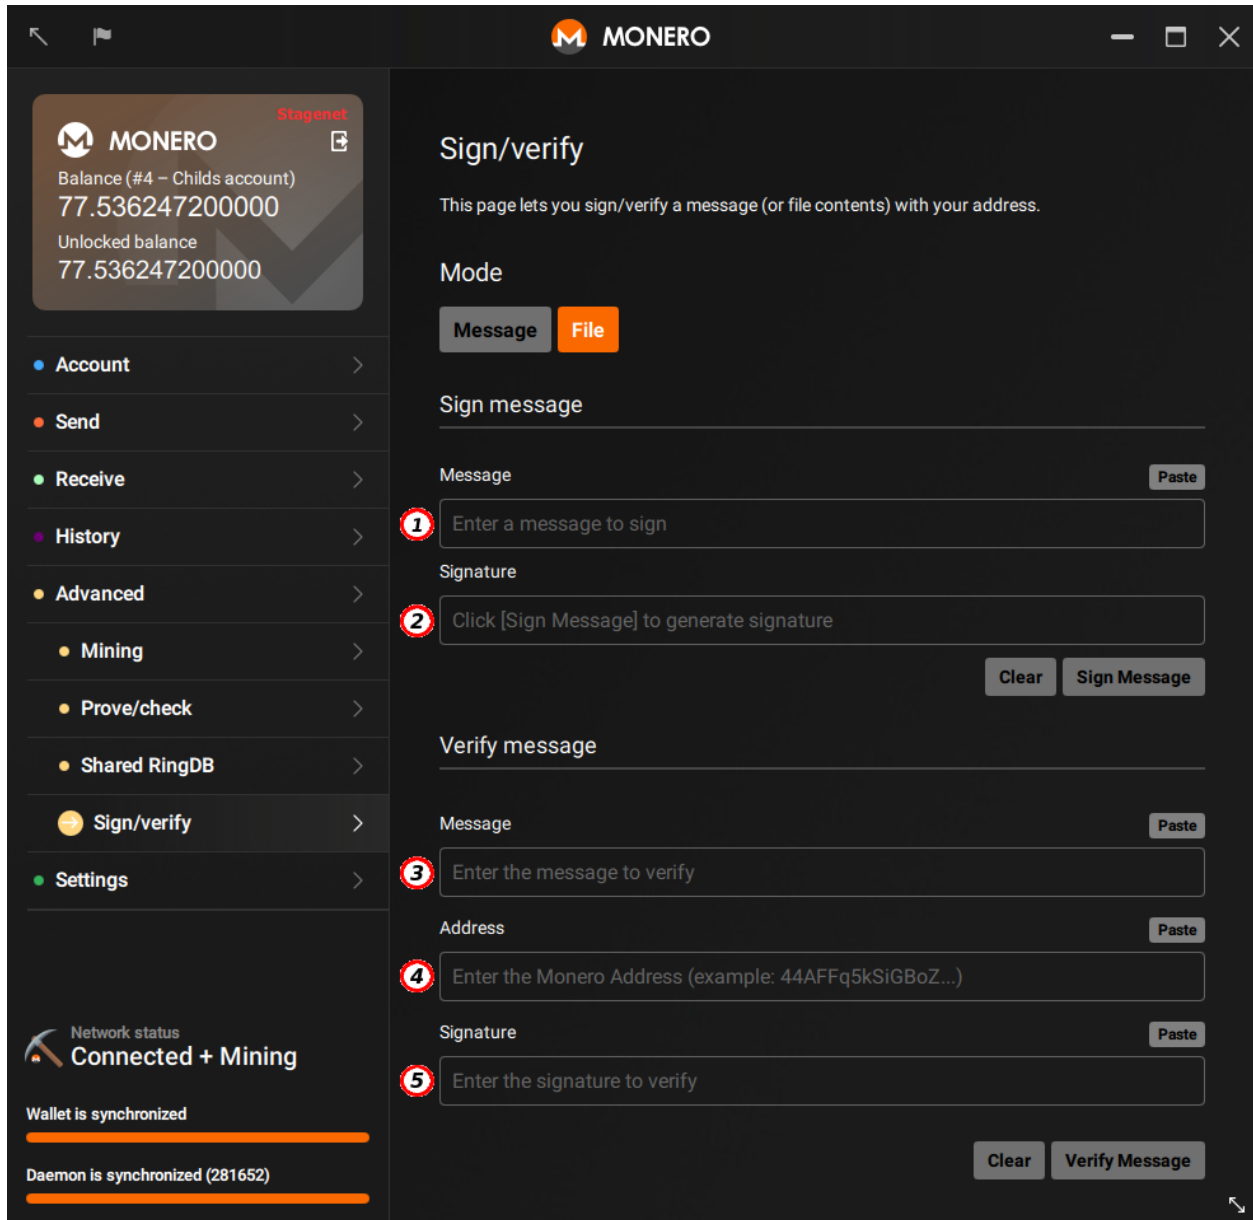 MONERO
Stagenet
MONERO
Balance (#4 – Childs account)
77.536247200000
Unlocked balance
77.536247200000
Account
Send
Receive
History
Advanced
Mining
Prove/check
Shared RingDB
Sign/verify
Settings
Network status
Connected + Mining
Wallet is synchronized
Daemon is synchronized (281652)
Sign/verify
This page lets you sign/verify a message (or file contents) with your address.
Mode
Message File
Sign message
Message Paste
1 Enter a message to sign
Signature
2 Click [Sign Message] to generate signature
Clear Sign Message
Verify message
Message Paste
3 Enter the message to verify
Address Paste
4 Enter the Monero Address (example: 44AFFq5kSiGBoZ...)
Signature Paste
5 Enter the signature to verify
Clear Verify Message